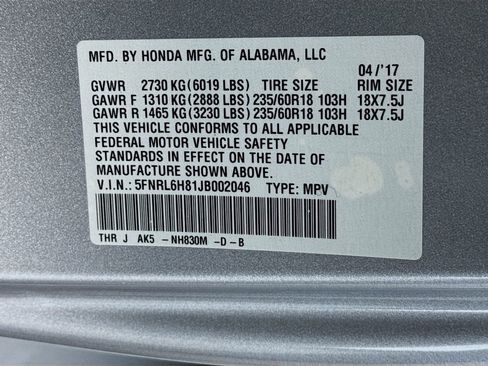 MFD. BY HONDA MFG. OF ALABAMA, LLC
04/'17
GVWR 2730 KG(6019 LBS) TIRE SIZE RIM SIZE
GAWR F 1310 KG(2888 LBS)235/60R18 103H 18X7.5J
GAWR R 1465 KG(3230 LBS)235/60R18 103H 18X7.5J
THIS VEHICLE CONFORMS TO ALL APPLICABLE
FEDERAL MOTOR VEHICLE SAFETY
STANDARDS IN EFFECT ON THE DATE OF
MANUFACTURE SHOWN ABOVE.
V.I.N.: 5FNRL6H81JB002046 TYPE: MPV
THR J AK5 -NH830M -D-B